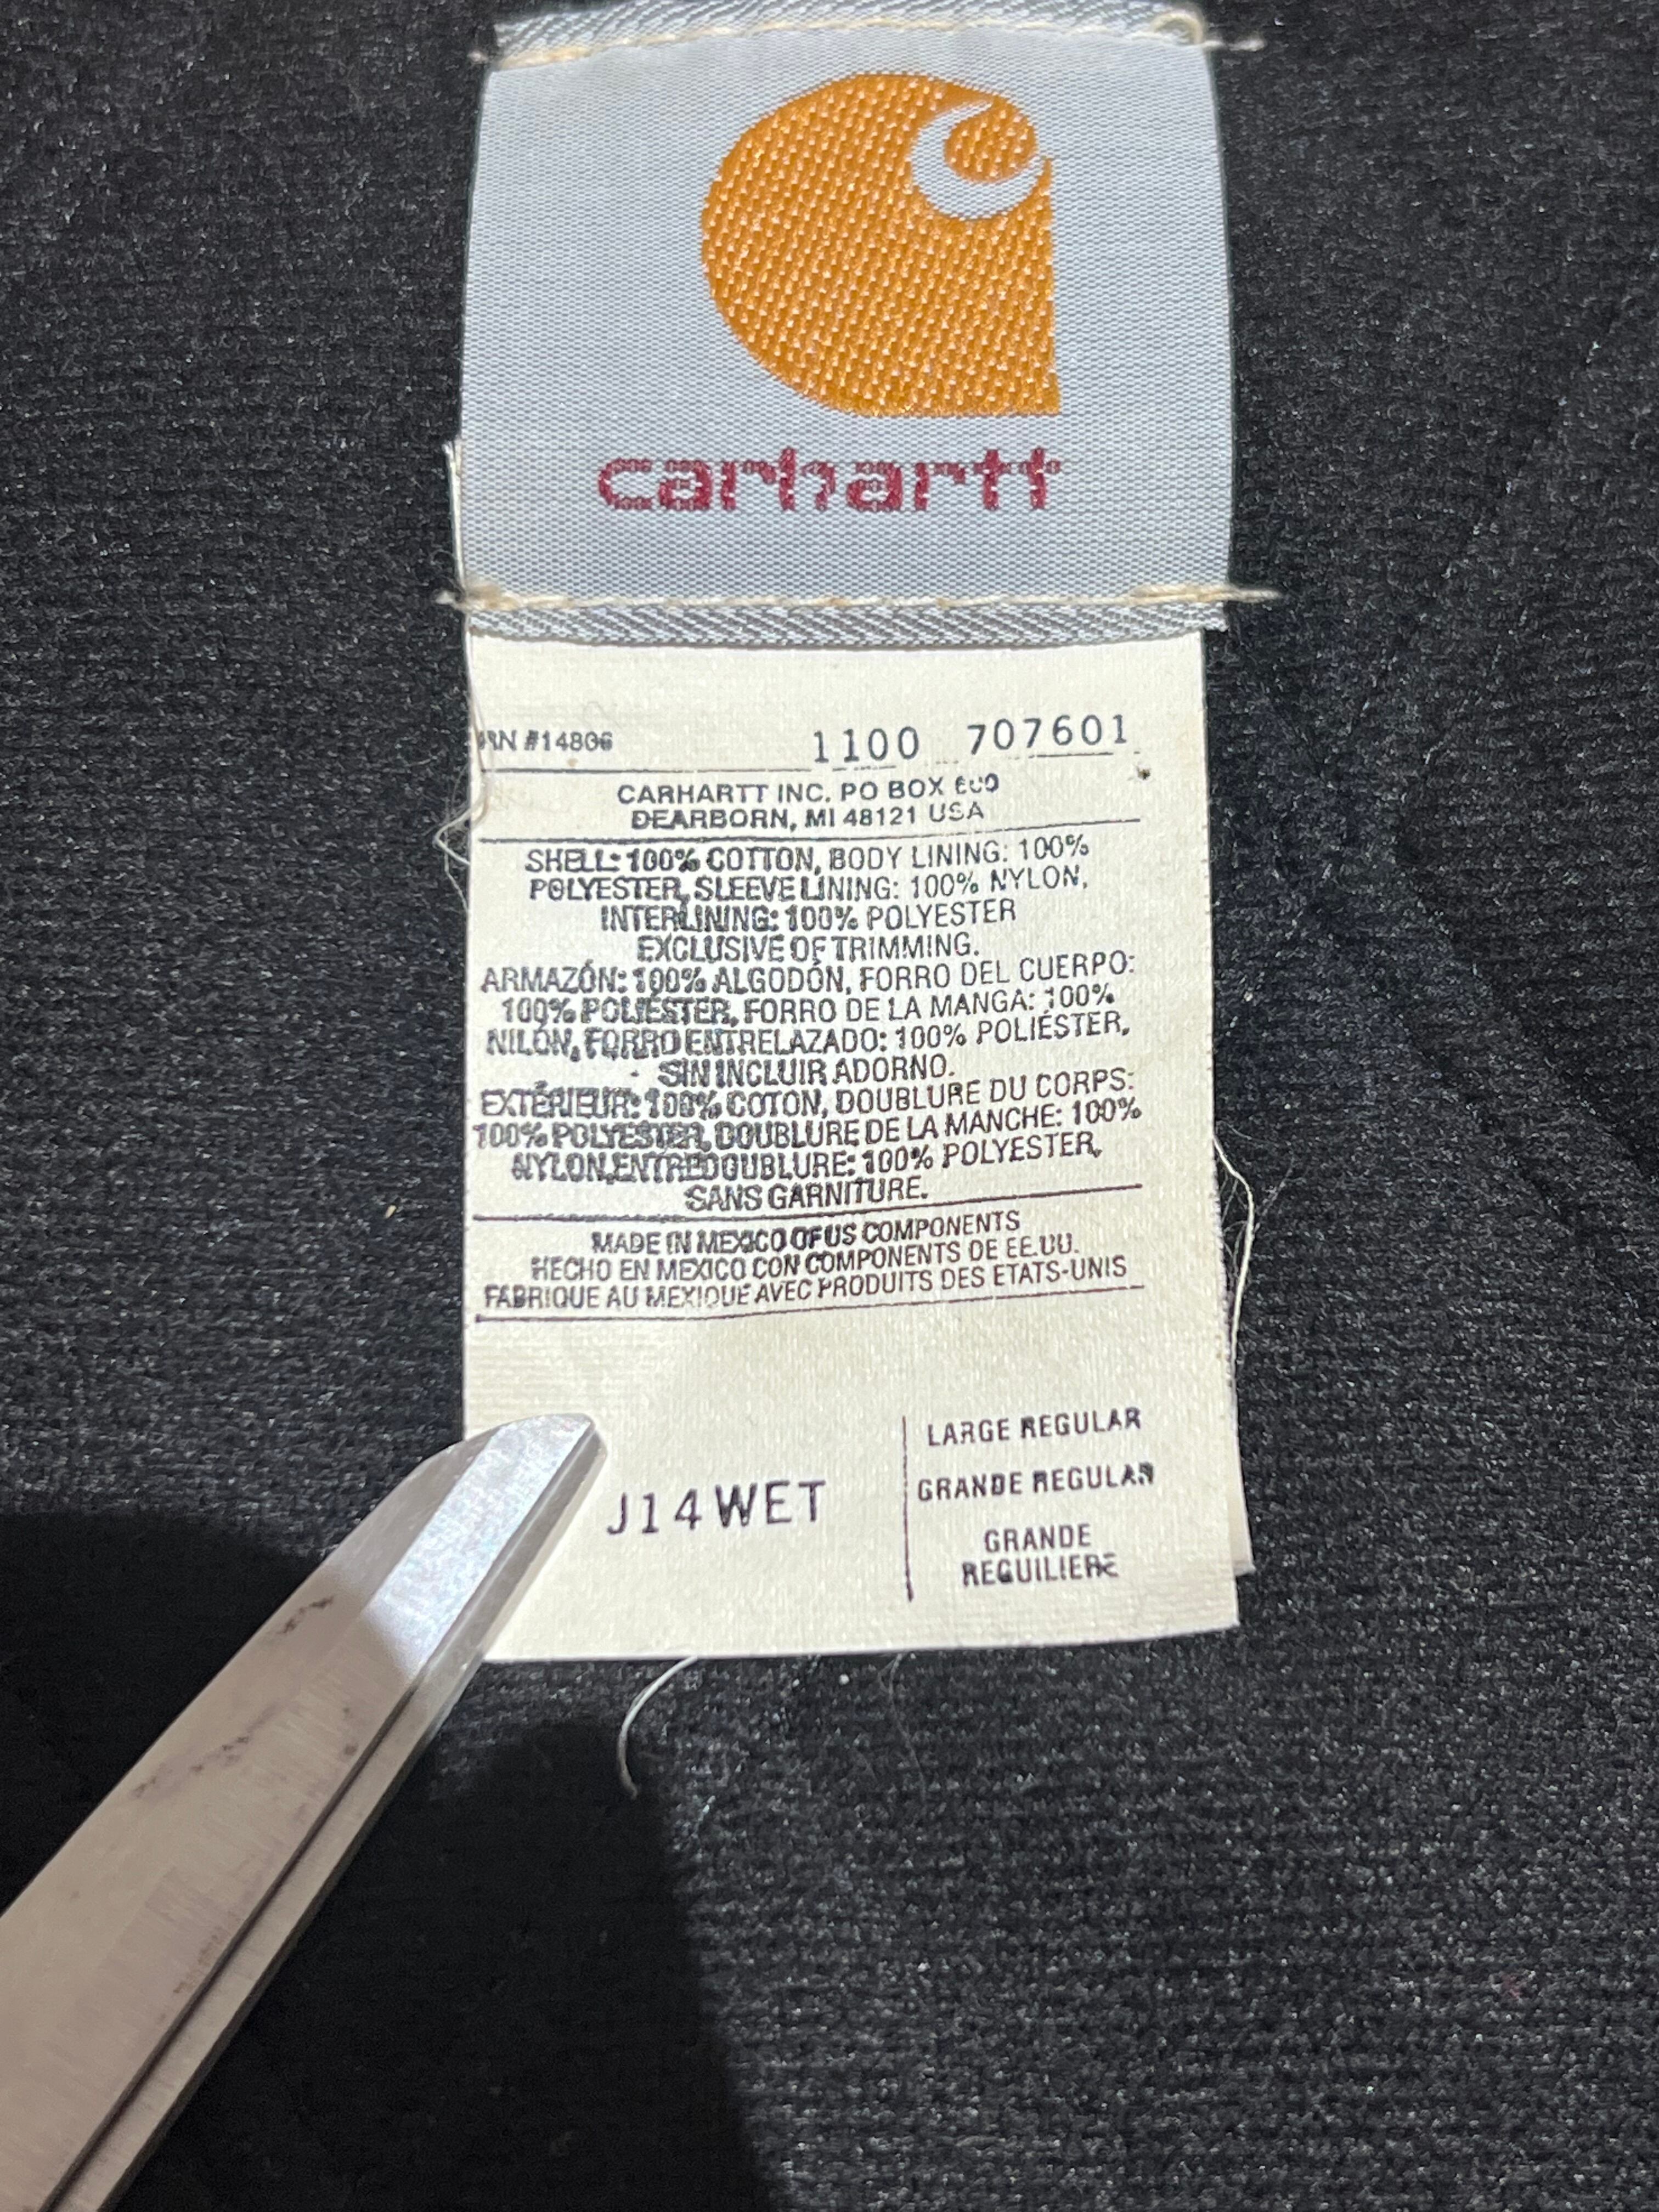 carhartt
RN #14806 1100 707601
CARHARTT INC. PO BOX 600
DEARBORN, MI 48121 USA
SHELL: 100% COTTON, BODY LINING: 100%
POLYESTER, SLEEVE LINING: 100% NYLON,
INTERLINING: 100% POLYESTER
EXCLUSIVE OF TRIMMING.
ARMAZÓN: 100% ALGODÓN, FORRO DEL CUERPO:
100% POLIÉSTER, FORRO DE LA MANGA: 100%
NILÓN, FORRO ENTRELAZADO: 100% POLIÉSTER,
SIN INCLUIR ADORNO.
EXTÉRIEUR: 100% COTON, DOUBLURE DU CORPS:
100% POLYESTER, DOUBLURE DE LA MANCHE: 100%
NYLON,ENTREDOUBLURE: 100% POLYESTER,
SANS GARNITURE.
MADE IN MEXICO OF US COMPONENTS
HECHO EN MEXICO CON COMPONENTS DE EE.UU.
FABRIQUE AU MEXIQUE AVEC PRODUITS DES ETATS-UNIS
J14WET
LARGE REGULAR
GRANDE REGULAR
GRANDE
REGUILIERE